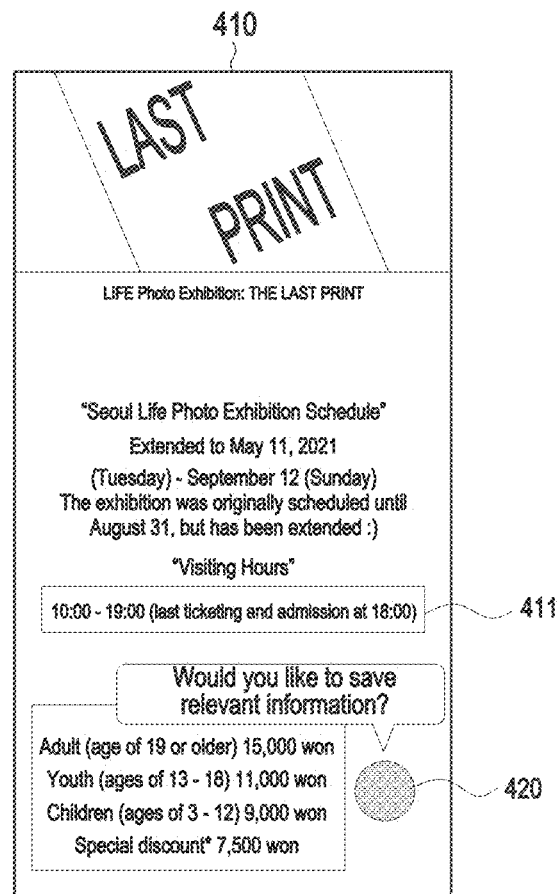 410
LAST
PRINT
LIFE Photo Exhibition: THE LAST PRINT
"Seoul Life Photo Exhibition Schedule"
Extended to May 11, 2021
(Tuesday) - September 12 (Sunday)
The exhibition was originally scheduled until
August 31, but has been extended :)
"Visiting Hours"
10:00 - 19:00 (last ticketing and admission at 18:00)
411
Would you like to save
relevant information?
Adult (age of 19 or older) 15,000 won
Youth (ages of 13 - 18) 11,000 won
Children (ages of 3 - 12) 9,000 won
Special discount* 7,500 won
420